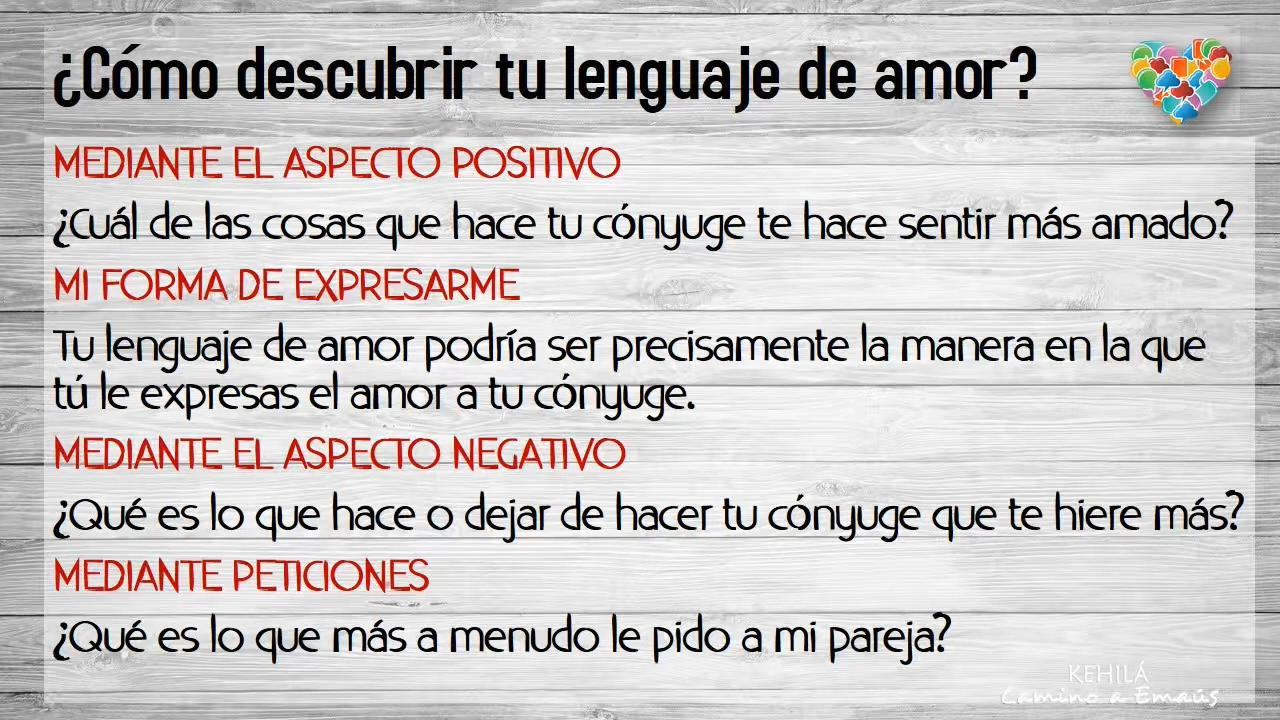 ¿Cómo descubrir tu lenguaje de amor?
MEDIANTE EL ASPECTO POSITIVO
¿Cuál de las cosas que hace tu cónyuge te hace sentir más amado?
MI FORMA DE EXPRESARME
Tu lenguaje de amor podría ser precisamente la manera en la que
tú le expresas el amor a tu cónyuge.
MEDIANTE EL ASPECTO NEGATIVO
¿Qué es lo que hace o dejar de hacer tu cónyuge que te hiere más?
MEDIANTE PETICIONES
¿Qué es lo que más a menudo le pido a mi pareja?
KEHILÁ
Camino a Emaús